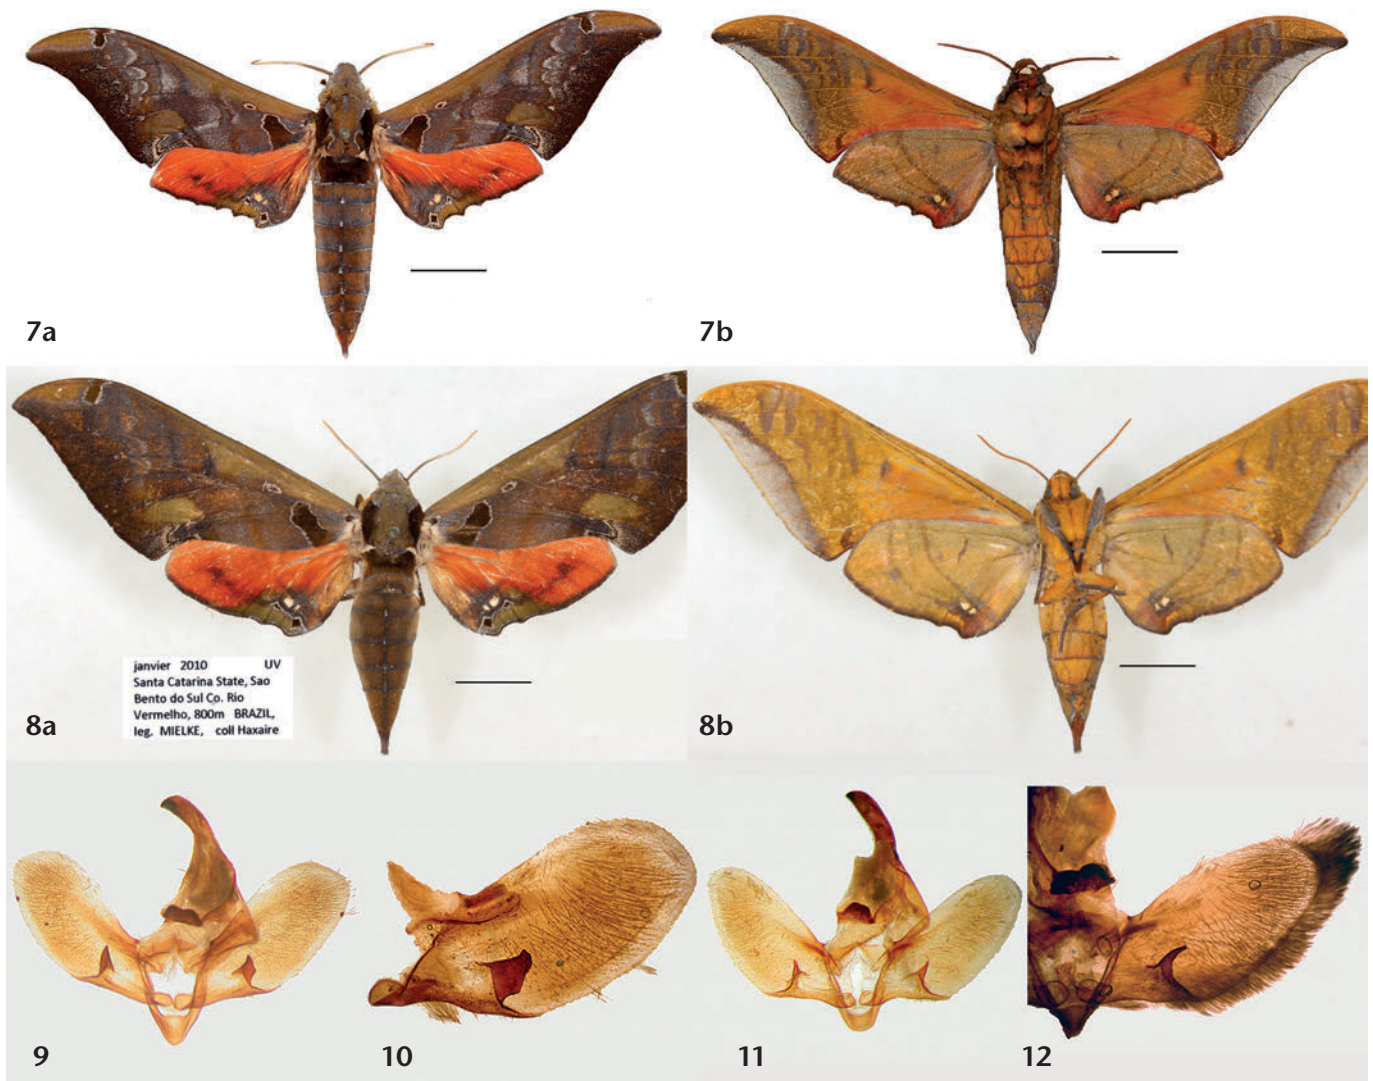 7a
7b
janvier 2010 UV
Santa Catarina State, Sao
Bento do Sul Co. Rio
Vermelho, 800m BRAZIL,
leg. MIELKE, coll Haxaire
8a
8b
9
10
11
12